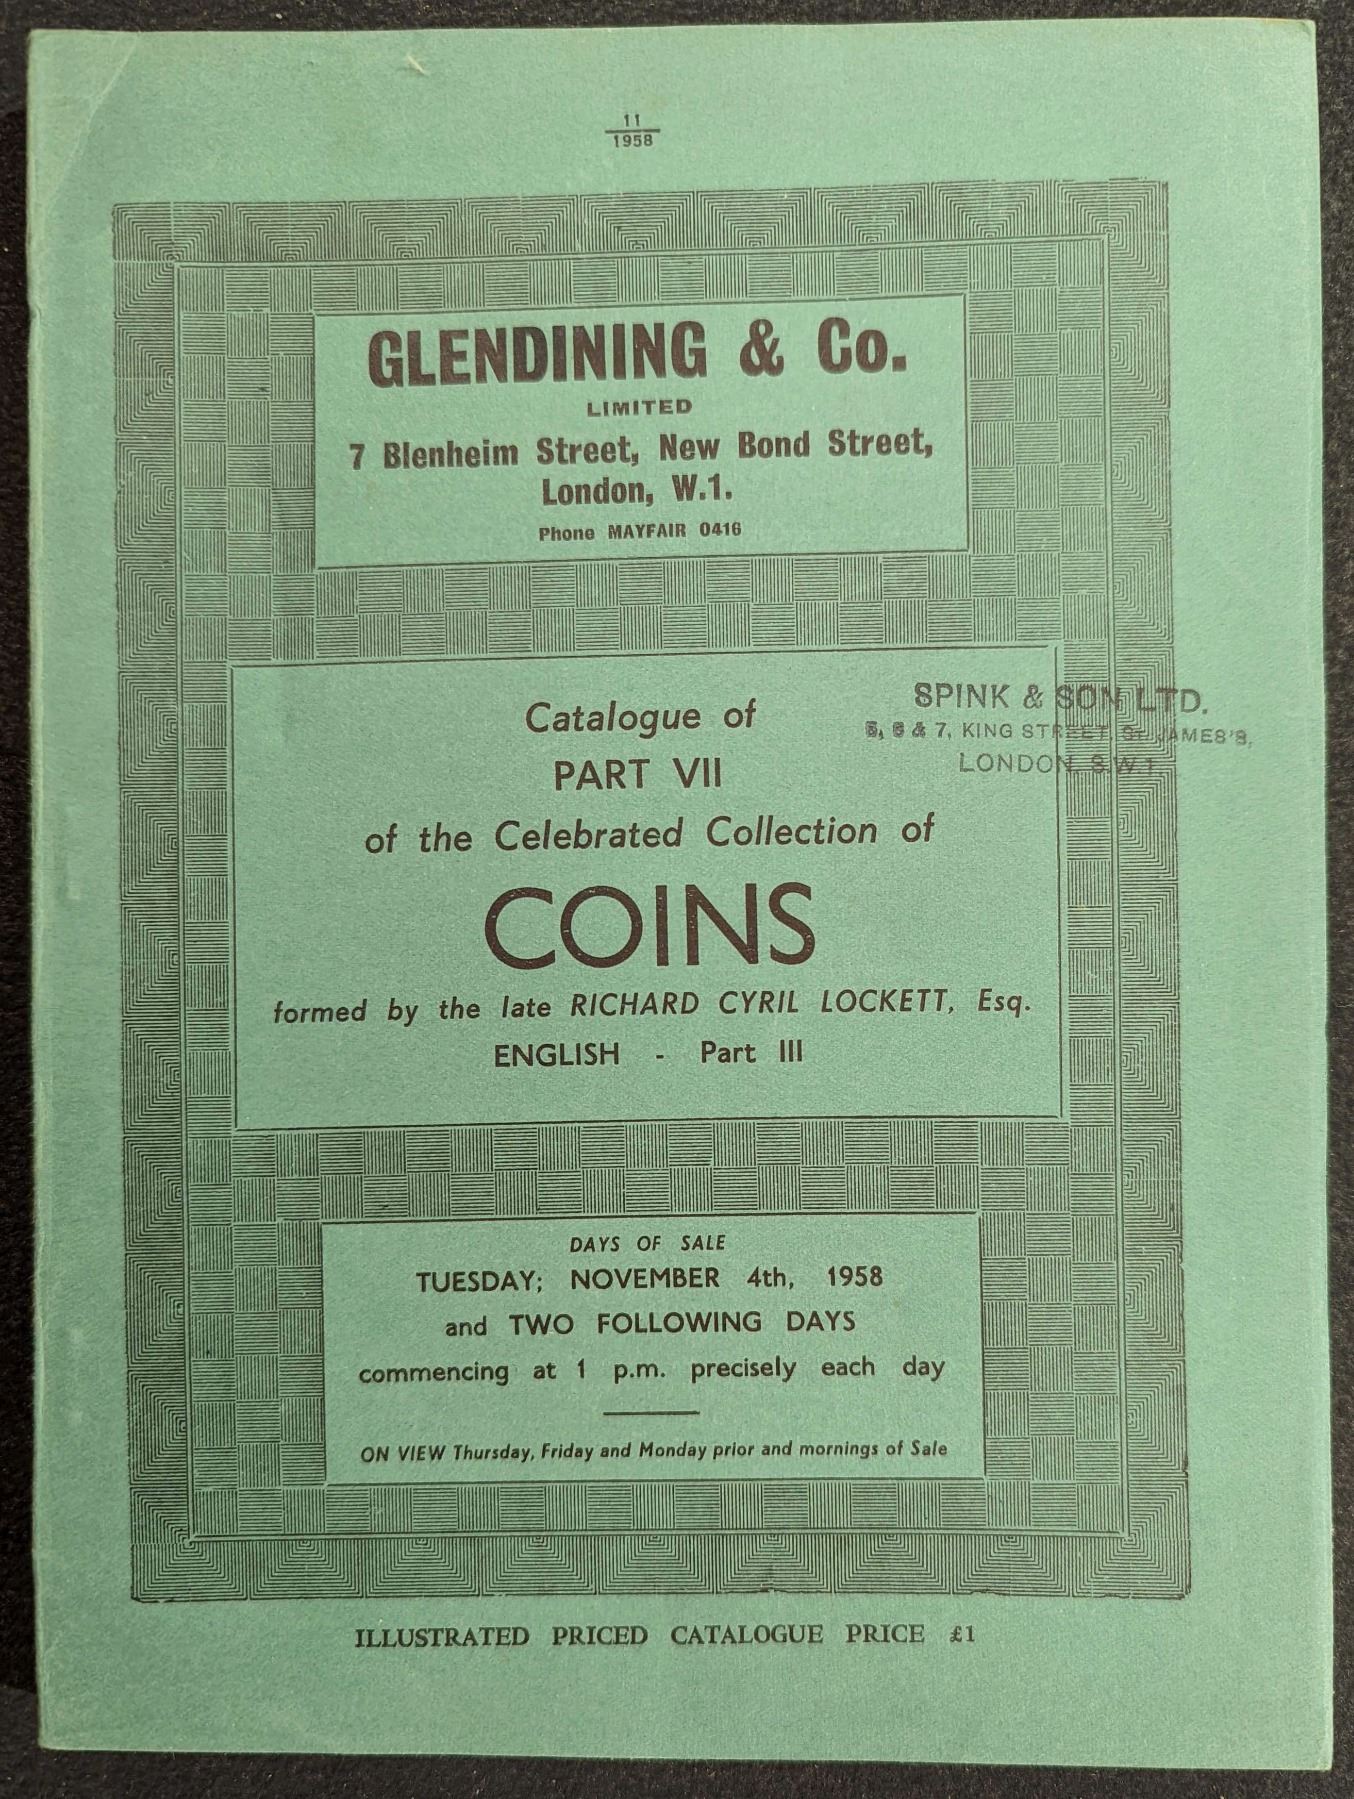 11
1958
GLENDINING & Co.
LIMITED
7 Blenheim Street, New Bond Street,
London, W.1.
Phone MAYFAIR 0416
Catalogue of
PART VII
of the Celebrated Collection of
COINS
formed by the late RICHARD CYRIL LOCKETT, Esq.
ENGLISH - Part III
SPINK & SON LTD.
5, 6 & 7, KING STREET, ST. JAMES'S,
LONDON, S.W.1.
DAYS OF SALE
TUESDAY; NOVEMBER 4th, 1958
and TWO FOLLOWING DAYS
commencing at 1 p.m. precisely each day
ON VIEW Thursday, Friday and Monday prior and mornings of Sale
ILLUSTRATED PRICED CATALOGUE PRICE £1